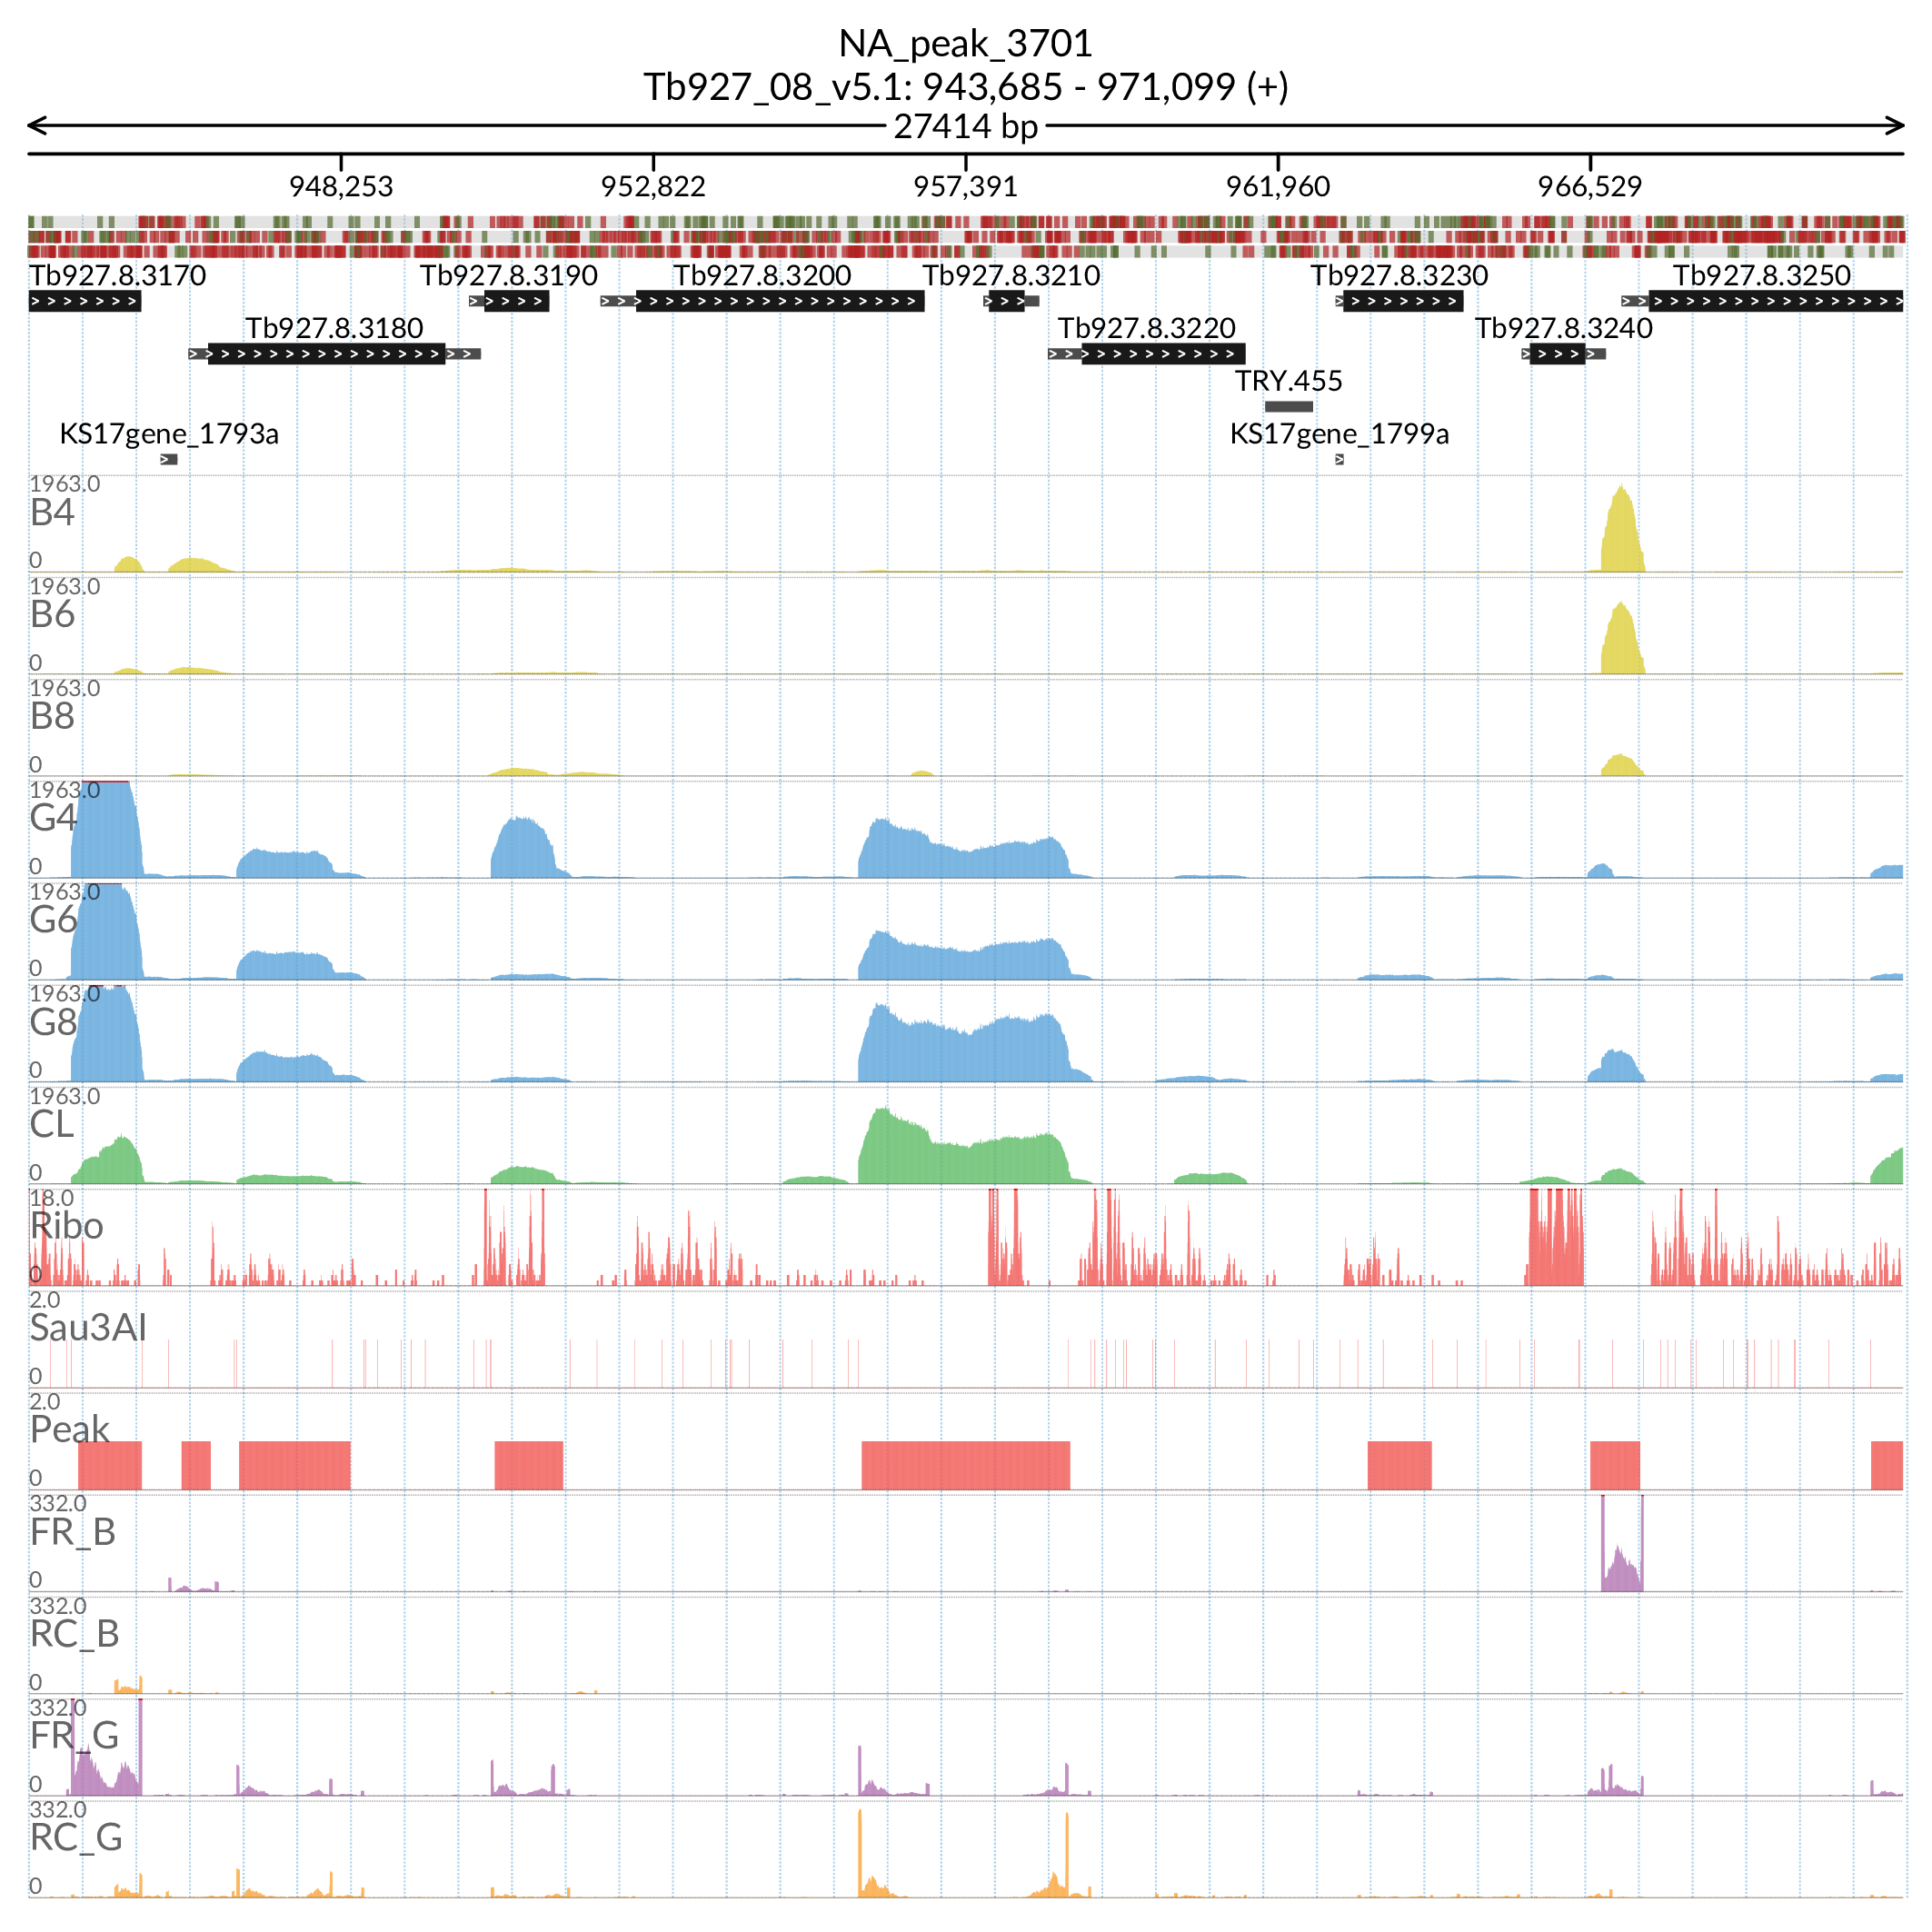 NA_peak_3701
Tb927_08_v5.1: 943,685 - 971,099 (+)
27414 bp
948,253 952,822 957,391 961,960 966,529
Tb927.8.3170 Tb927.8.3190 Tb927.8.3200 Tb927.8.3210 Tb927.8.3230 Tb927.8.3250
Tb927.8.3180 Tb927.8.3220 Tb927.8.3240
TRY.455
KS17gene_1793a KS17gene_1799a
1963.0
B4
0
1963.0
B6
0
1963.0
B8
0
1963.0
G4
0
1963.0
G6
0
1963.0
G8
0
1963.0
CL
0
18.0
Ribo
0
2.0
Sau3AI
0
2.0
Peak
0
332.0
FR_B
0
332.0
RC_B
0
332.0
FR_G
0
332.0
RC_G
0